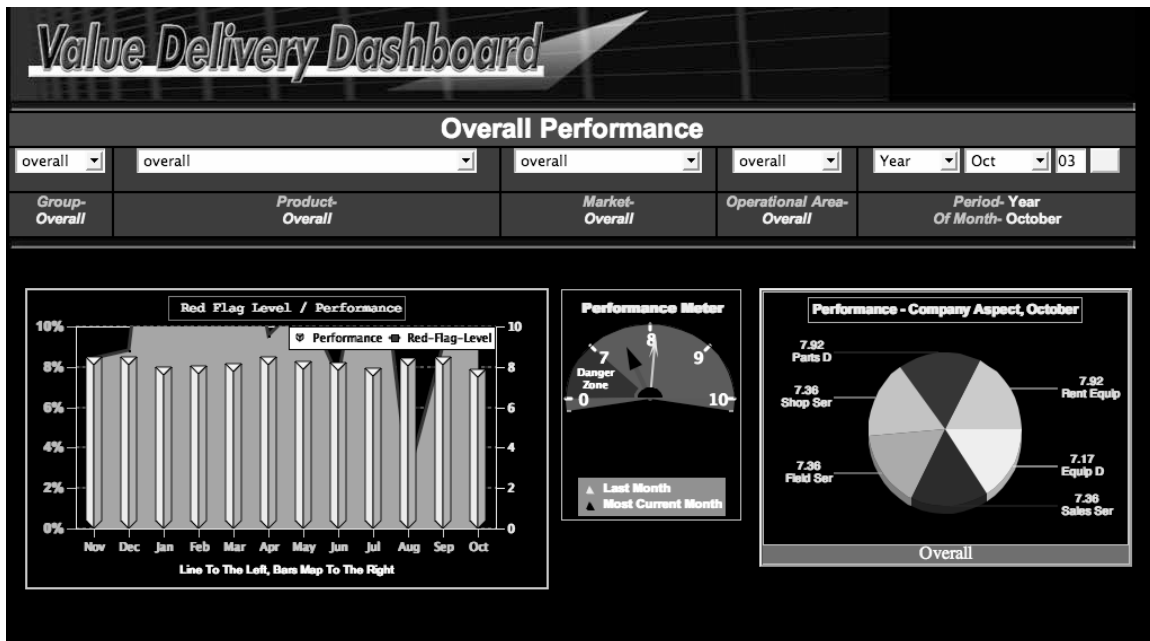 Value Delivery Dashboard
Overall Performance
overall overall overall overall Year Oct 03
Group- Product- Market- Operational Area- Period- Year
Overall Overall Overall Overall Of Month- October
Red Flag Level / Performance
Performance Red-Flag-Level
10% 10
8% 8
6% 6
4% 4
2% 2
0% 0
Nov Dec Jan Feb Mar Apr May Jun Jul Aug Sep Oct
Line To The Left, Bars Map To The Right
Performance Meter
8
7 9
Danger
Zone
0 10
Last Month
Most Current Month
Performance - Company Aspect, October
7.92
Parts D
7.92
Rent Equip
7.36
Shop Ser
7.36
Field Ser
7.17
Equip D
7.36
Sales Ser
Overall